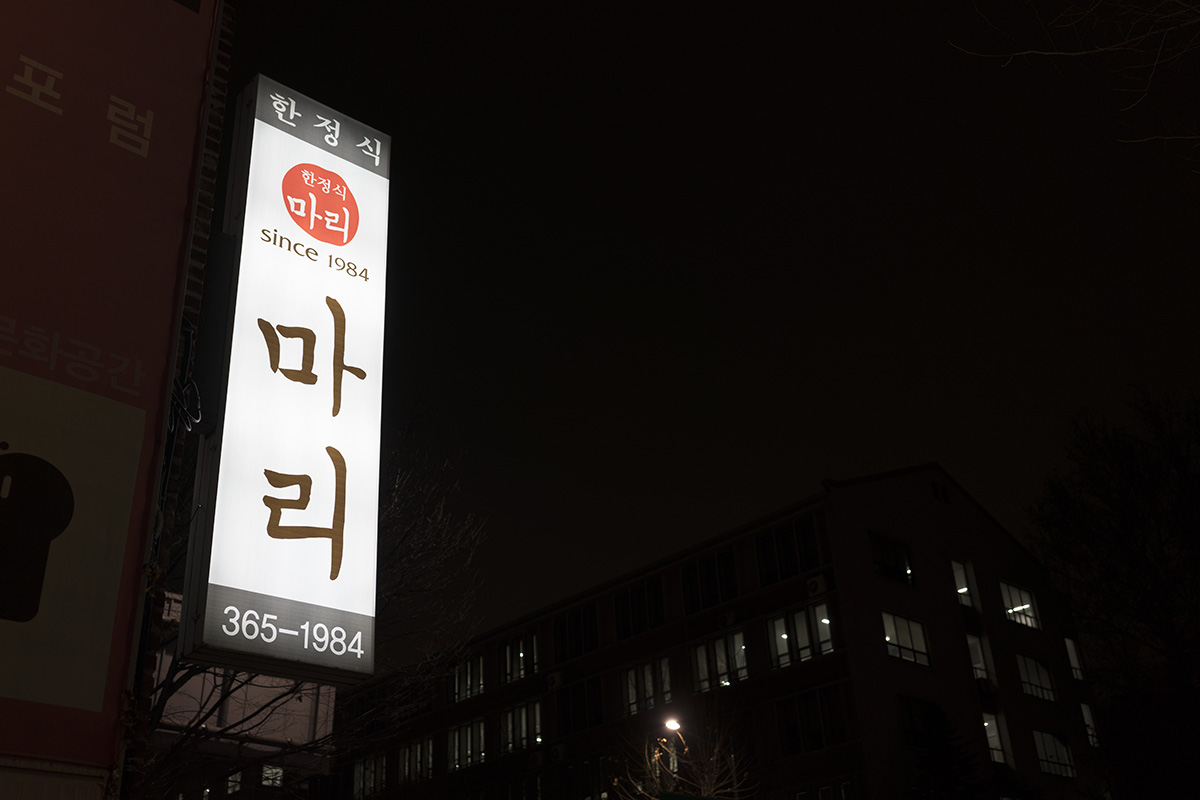 포럼
문화공간
한정식
한정식
마리
since 1984
마리
365-1984